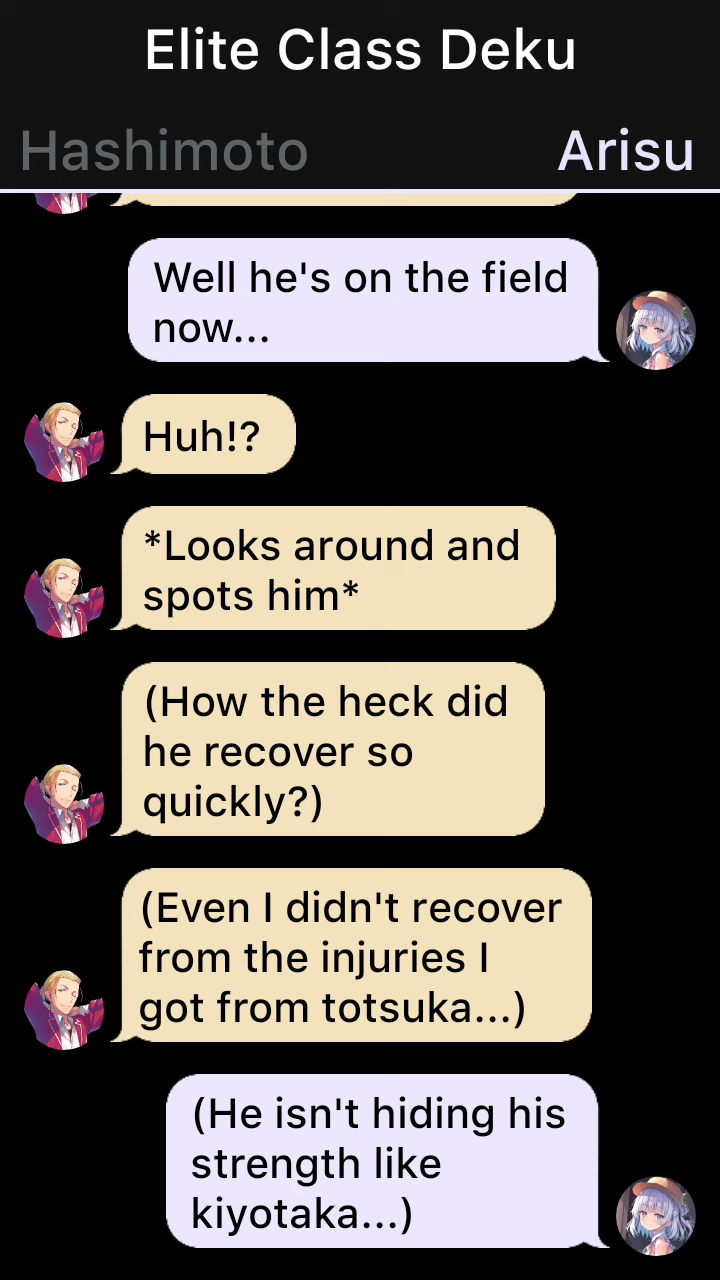 Elite Class Deku
Hashimoto
Arisu
Well he's on the field
now...
Huh!?
*Looks around and
spots him*
(How the heck did
he recover so
quickly?)
(Even I didn't recover
from the injuries I
got from totsuka...)
(He isn't hiding his
strength like
kiyotaka...)